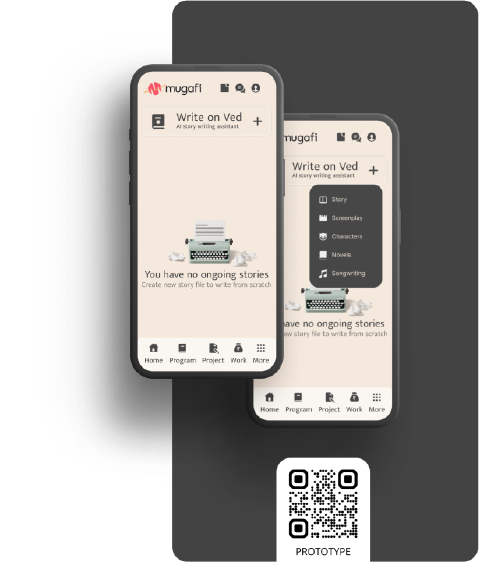 mugafi
Write on Ved
AI story writing assistant
You have no ongoing stories
Create new story file to write from scratch
Home Program Project Work More
mugafi
Write on Ved
AI story writing assistant
Story
Screenplay
Characters
Novels
Songwriting
have no ongoing stories
new story file to write from scratch
Home Program Project Work More
PROTOTYPE